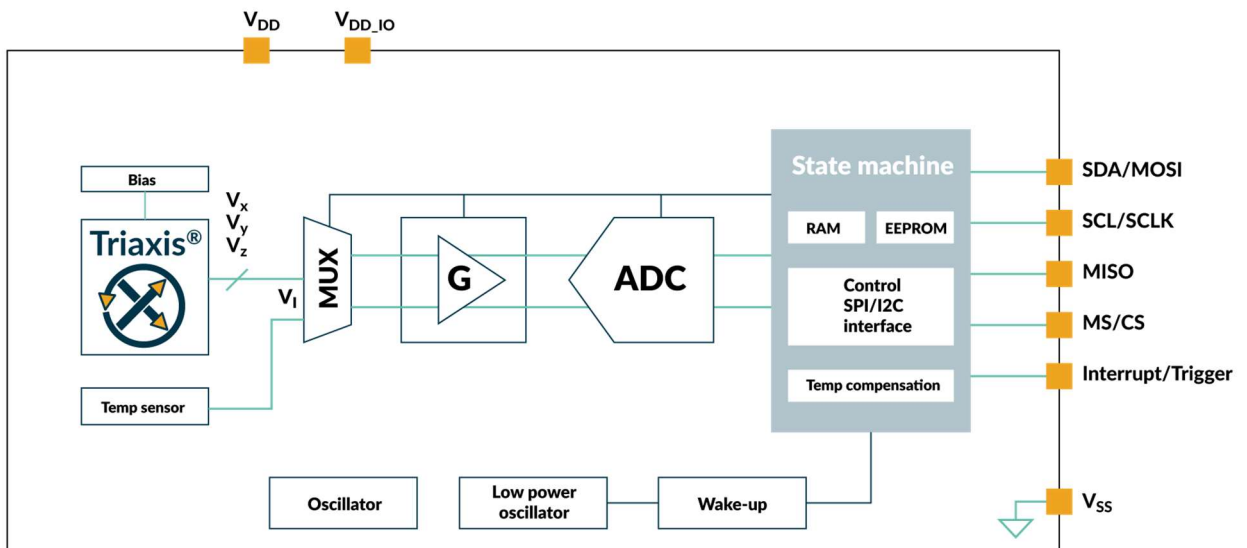 VDD
VDD_IO
Bias
Triaxis®
Vx
Vy
Vz
VI
Temp sensor
MUX
G
ADC
State machine
RAM
EEPROM
Control
SPI/I2C
interface
Temp compensation
SDA/MOSI
SCL/SCLK
MISO
MS/CS
Interrupt/Trigger
Oscillator
Low power
oscillator
Wake-up
VSS